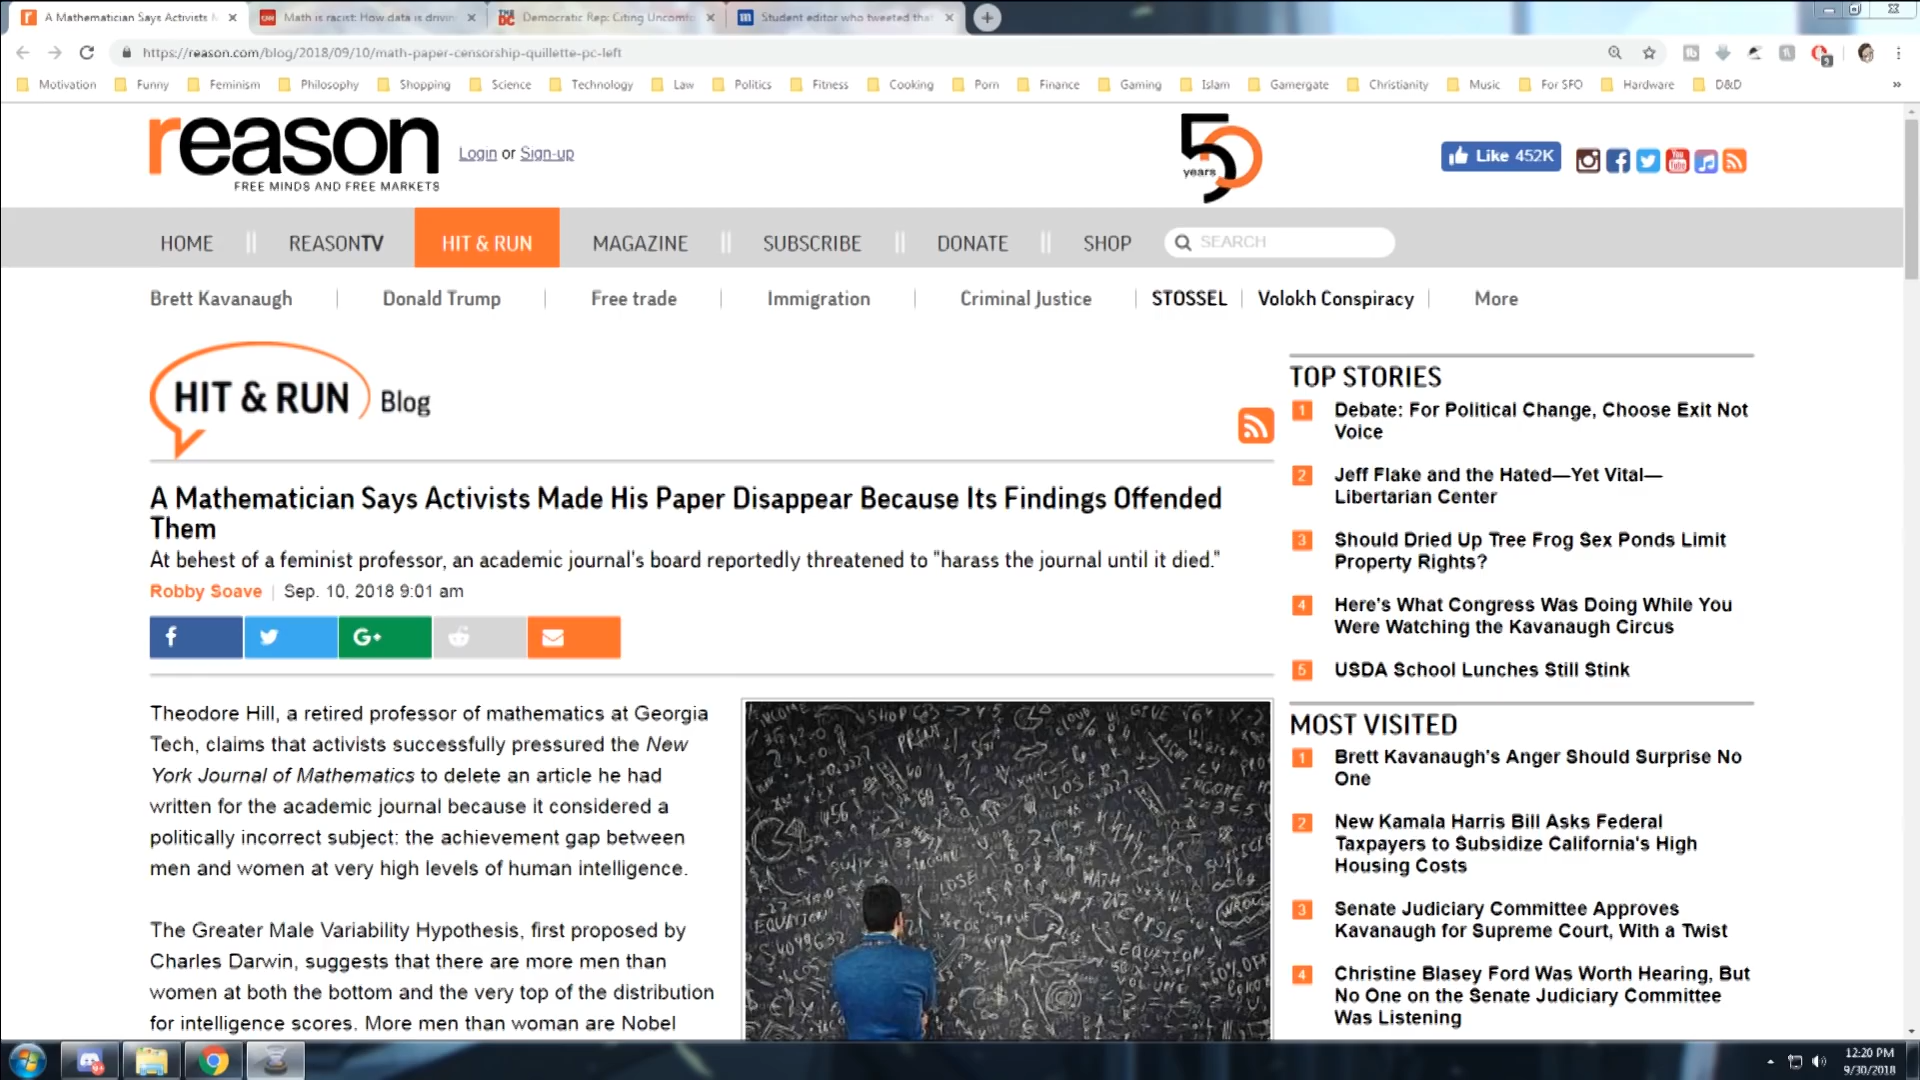 A Mathematician Says Activists
Math is racist: How data is drivin
Democratic Rep: Citing Uncomfo
Student editor who tweeted that
https://reason.com/blog/2018/09/10/math-paper-censorship-quillette-pc-left
Motivation Funny Feminism Philosophy Shopping Science Technology Law Politics Fitness Cooking Porn Finance Gaming Islam Gamergate Christianity Music For SFO Hardware D&D »
reason
FREE MINDS AND FREE MARKETS
Login or Sign-up
50 years
Like 452K
HOME REASONTV HIT & RUN MAGAZINE SUBSCRIBE DONATE SHOP SEARCH
Brett Kavanaugh | Donald Trump | Free trade | Immigration | Criminal Justice | STOSSEL | Volokh Conspiracy | More
HIT & RUN Blog
A Mathematician Says Activists Made His Paper Disappear Because Its Findings Offended
Them
At behest of a feminist professor, an academic journal's board reportedly threatened to "harass the journal until it died."
Robby Soave | Sep. 10, 2018 9:01 am
Theodore Hill, a retired professor of mathematics at Georgia
Tech, claims that activists successfully pressured the New
York Journal of Mathematics to delete an article he had
written for the academic journal because it considered a
politically incorrect subject: the achievement gap between
men and women at very high levels of human intelligence.
The Greater Male Variability Hypothesis, first proposed by
Charles Darwin, suggests that there are more men than
women at both the bottom and the very top of the distribution
for intelligence scores. More men than woman are Nobel
TOP STORIES
1 Debate: For Political Change, Choose Exit Not
Voice
2 Jeff Flake and the Hated—Yet Vital—
Libertarian Center
3 Should Dried Up Tree Frog Sex Ponds Limit
Property Rights?
4 Here's What Congress Was Doing While You
Were Watching the Kavanaugh Circus
5 USDA School Lunches Still Stink
MOST VISITED
1 Brett Kavanaugh's Anger Should Surprise No
One
2 New Kamala Harris Bill Asks Federal
Taxpayers to Subsidize California's High
Housing Costs
3 Senate Judiciary Committee Approves
Kavanaugh for Supreme Court, With a Twist
4 Christine Blasey Ford Was Worth Hearing, But
No One on the Senate Judiciary Committee
Was Listening
12:20 PM
9/30/2018